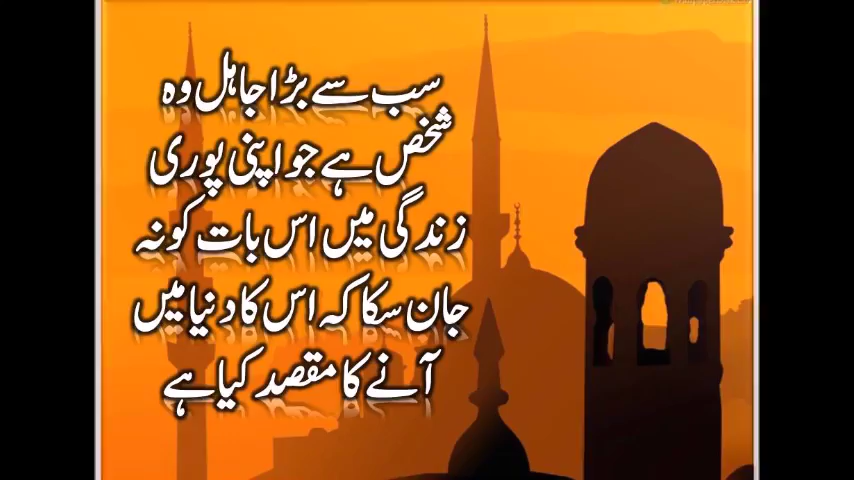 سب سے بڑا جاہل وہ
شخص ہے جو اپنی پوری
زندگی میں اس بات کو نہ
جان سکا کہ اس کا دنیا میں
آنے کا مقصد کیا ہے